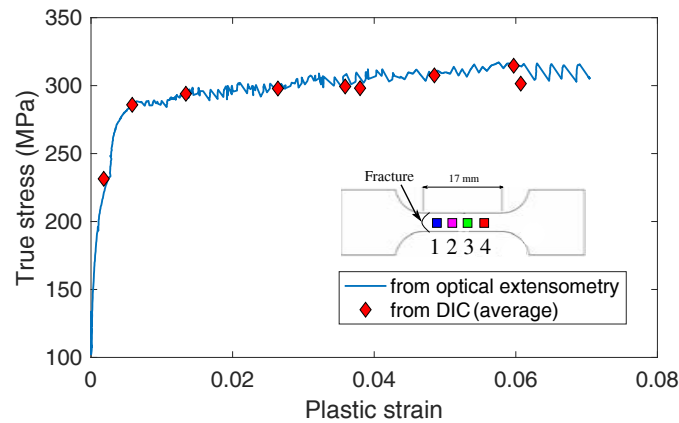 350
300
250
200
150
100
True stress (MPa)
Fracture
17 mm
1 2 3 4
from optical extensometry
from DIC (average)
0 0.02 0.04 0.06 0.08
Plastic strain